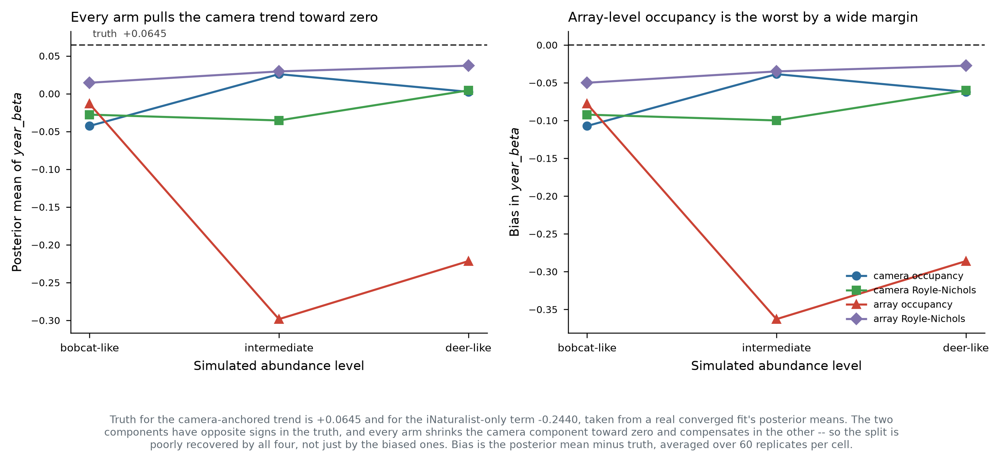 Every arm pulls the camera trend toward zero
truth +0.0645
0.05
0.00
−0.05
−0.10
−0.15
−0.20
−0.25
−0.30
Posterior mean of year_beta
bobcat-like
intermediate
deer-like
Simulated abundance level
Array-level occupancy is the worst by a wide margin
0.00
−0.05
−0.10
−0.15
−0.20
−0.25
−0.30
−0.35
Bias in year_beta
camera occupancy
camera Royle-Nichols
array occupancy
array Royle-Nichols
bobcat-like
intermediate
deer-like
Simulated abundance level
Truth for the camera-anchored trend is +0.0645 and for the iNaturalist-only term -0.2440, taken from a real converged fit's posterior means. The two
components have opposite signs in the truth, and every arm shrinks the camera component toward zero and compensates in the other -- so the split is
poorly recovered by all four, not just by the biased ones. Bias is the posterior mean minus truth, averaged over 60 replicates per cell.